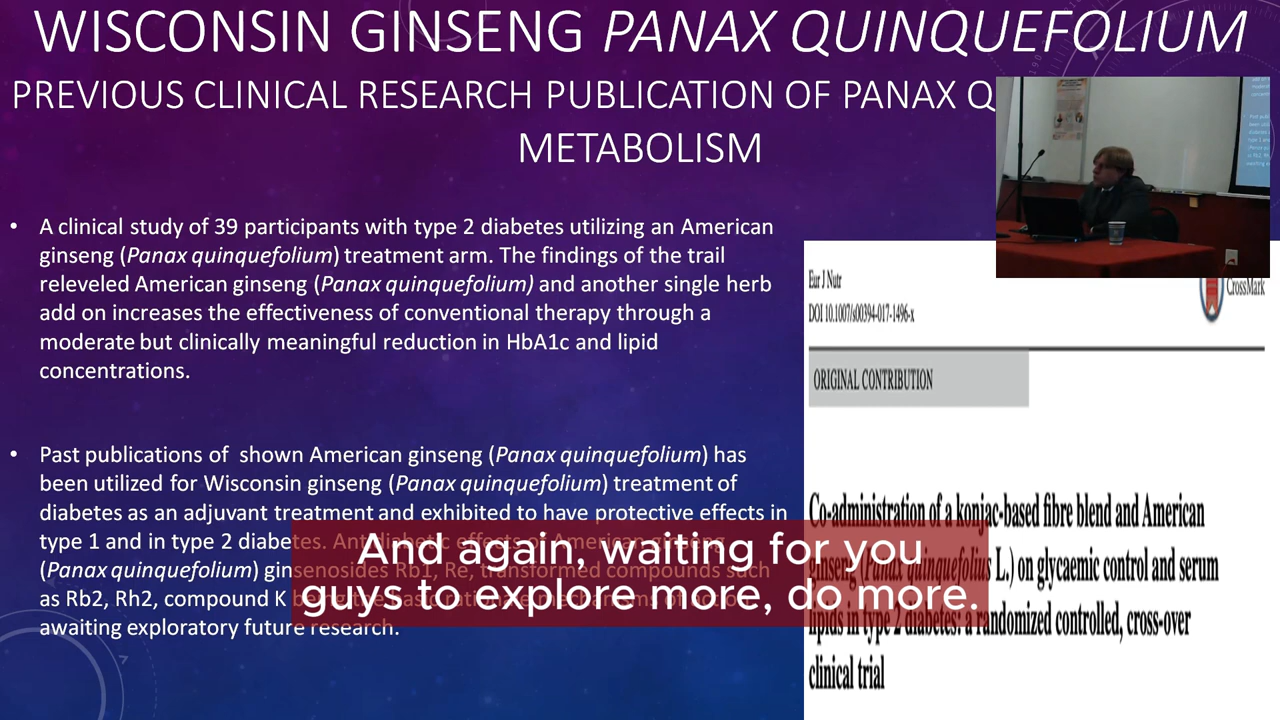 WISCONSIN GINSENG PANAX QUINQUEFOLIUM
PREVIOUS CLINICAL RESEARCH PUBLICATION OF PANAX Q
METABOLISM
• A clinical study of 39 participants with type 2 diabetes utilizing an American
ginseng (Panax quinquefolium) treatment arm. The findings of the trail
releveled American ginseng (Panax quinquefolium) and another single herb
add on increases the effectiveness of conventional therapy through a
moderate but clinically meaningful reduction in HbA1c and lipid
concentrations.
• Past publications of shown American ginseng (Panax quinquefolium) has
been utilized for Wisconsin ginseng (Panax quinquefolium) treatment of
diabetes as an adjuvant treatment and exhibited to have protective effects in
type 1 and in type 2 diabetes. Antidiabetic effects of American ginseng
(Panax quinquefolium) ginsenosides Rb1, Re, transformed compounds such
as Rb2, Rh2, compound K mechanisms of
awaiting exploratory future research.
Eur J Nutr
DOI 10.1007/s00394-017-1496-x
CrossMark
ORIGINAL CONTRIBUTION
Co-administration of a konjac-based fibre blend and American
ginseng (Panax quinquefolius L.) on glycaemic control and serum
lipids in type 2 diabetes: a randomized controlled, cross-over
clinical trial
And again, waiting for you
guys to explore more, do more.